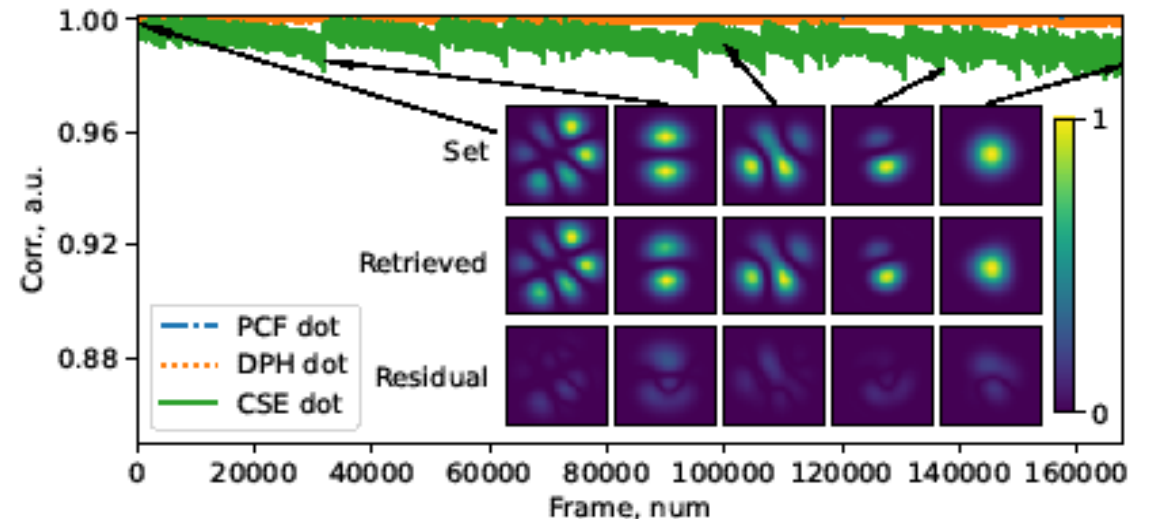 1.00
0.96
0.92
0.88
Corr., a.u.
Set
Retrieved
Residual
1
0
PCF dot
DPH dot
CSE dot
0 20000 40000 60000 80000 100000 120000 140000 160000
Frame, num